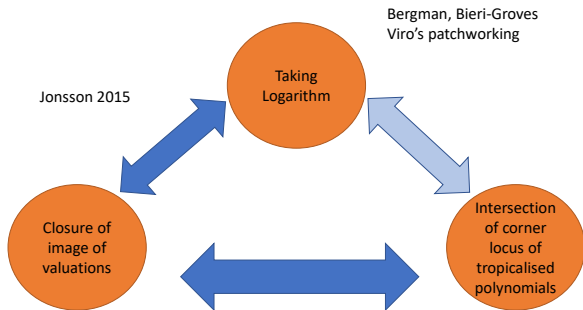 Bergman, Bieri-Groves
Viro's patchworking
Taking
Logarithm
Jonsson 2015
Closure of
image of
valuations
Intersection
of corner
locus of
tropicalised
polynomials